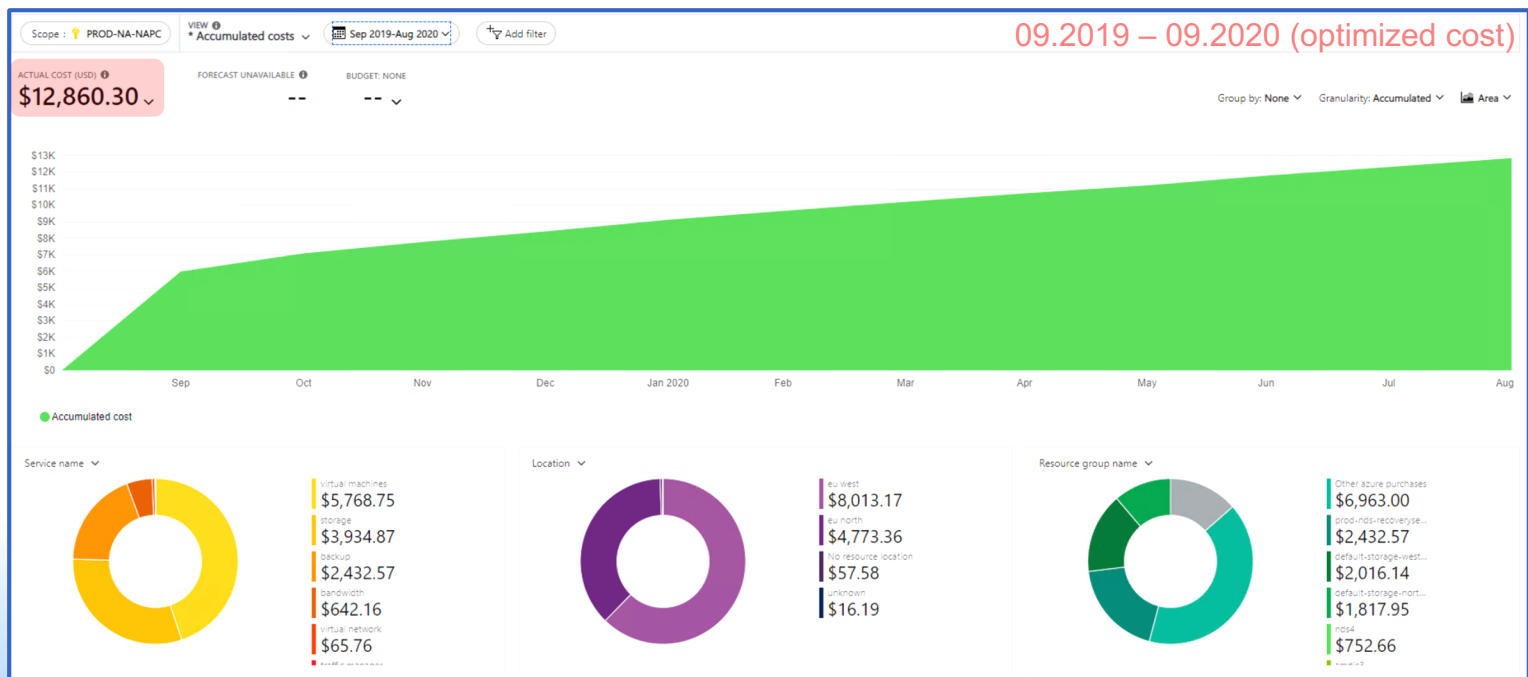 Scope : PROD-NA-NAPC
VIEW
* Accumulated costs
Sep 2019-Aug 2020
Add filter
09.2019 – 09.2020 (optimized cost)
ACTUAL COST (USD)
$12,860.30
FORECAST UNAVAILABLE
--
BUDGET: NONE
--
Group by: None
Granularity: Accumulated
Area
$13K
$12K
$11K
$10K
$9K
$8K
$7K
$6K
$5K
$4K
$3K
$2K
$1K
$0
Sep Oct Nov Dec Jan 2020 Feb Mar Apr May Jun Jul Aug
Accumulated cost
Service name
virtual machines
$5,768.75
storage
$3,934.87
backup
$2,432.57
bandwidth
$642.16
virtual network
$65.76
Location
eu west
$8,013.17
eu north
$4,773.36
No resource location
$57.58
unknown
$16.19
Resource group name
Other azure purchases
$6,963.00
prod-nds-recoveryse...
$2,432.57
default-storage-west...
$2,016.14
default-storage-nort...
$1,817.95
nds4
$752.66